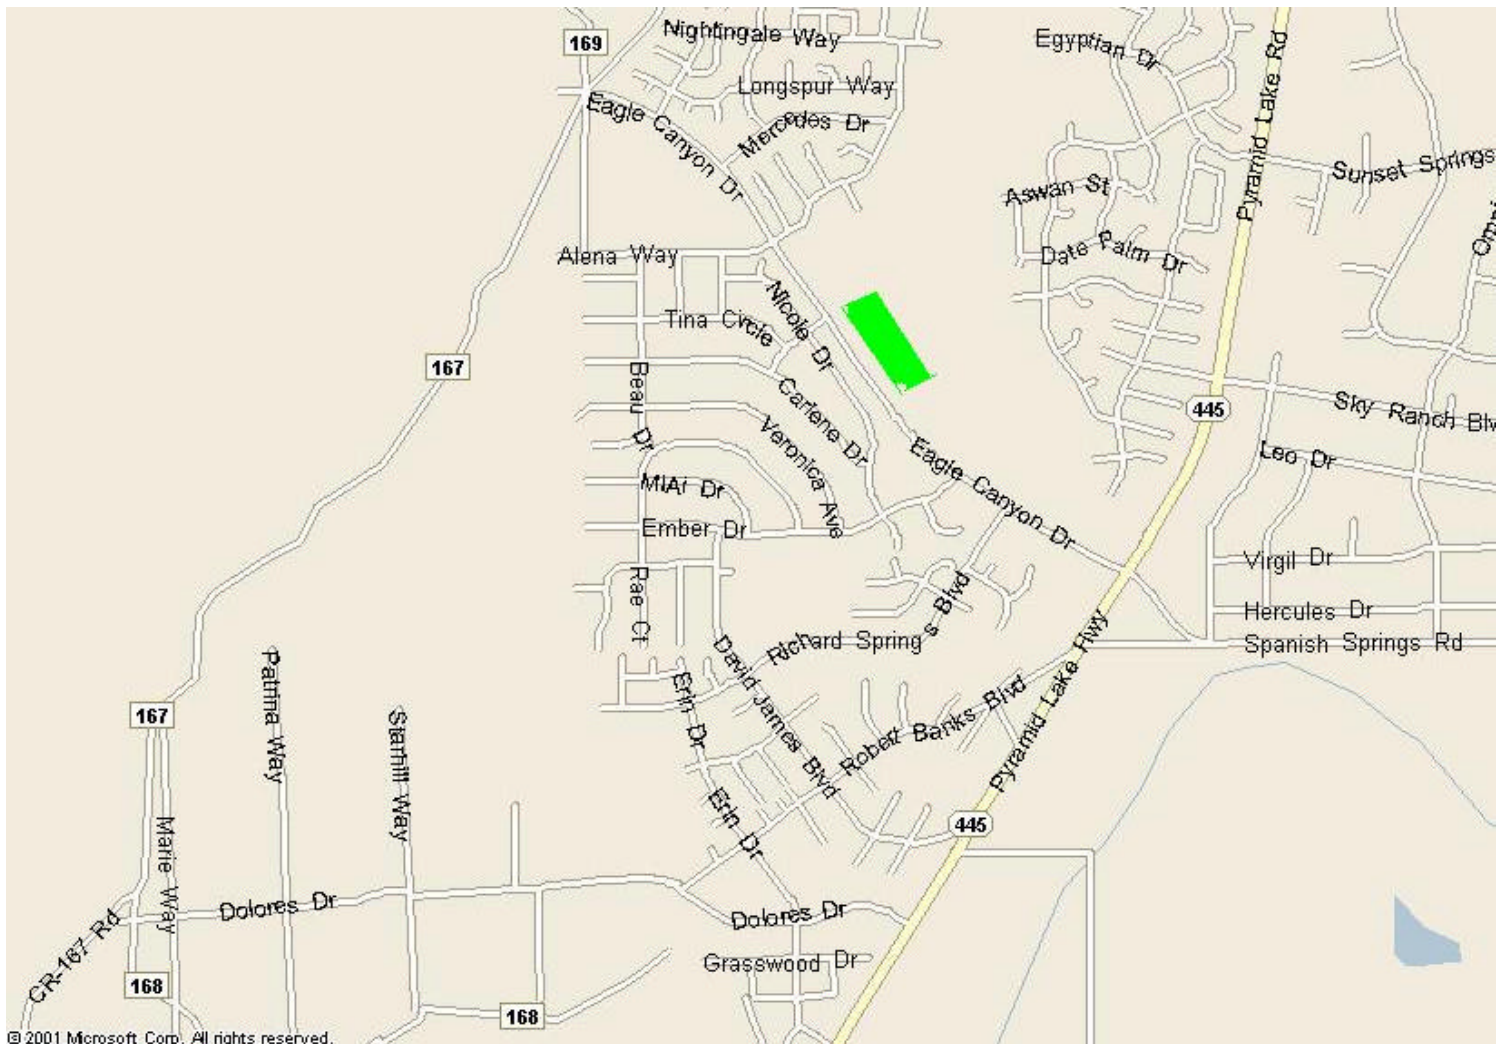 Nightingale Way
169
Egyptian Dr
Longspur Way
Eagle Canyon Dr
Mercedes Dr
Pyramid Lake Rd
Sunset Springs
Aswan St
Alena Way
Date Palm Dr
Nicole Dr
Tina Circle
167
Beau Dr
Carlene Dr
445
Sky Ranch Blv
Veronica Ave
Eagle Canyon Dr
Leo Dr
Ember Dr
Virgil Dr
Rae Ct
Hercules Dr
Richard Springs Blvd
Spanish Springs Rd
Patrina Way
David James Blvd
Erin Dr
Pyramid Lake Hwy
167
Starhill Way
Robert Banks Blvd
Erin Dr
445
Marie Way
Dolores Dr
Dolores Dr
CR-167 Rd
Grasswood Dr
168
168
© 2001 Microsoft Corp. All rights reserved.